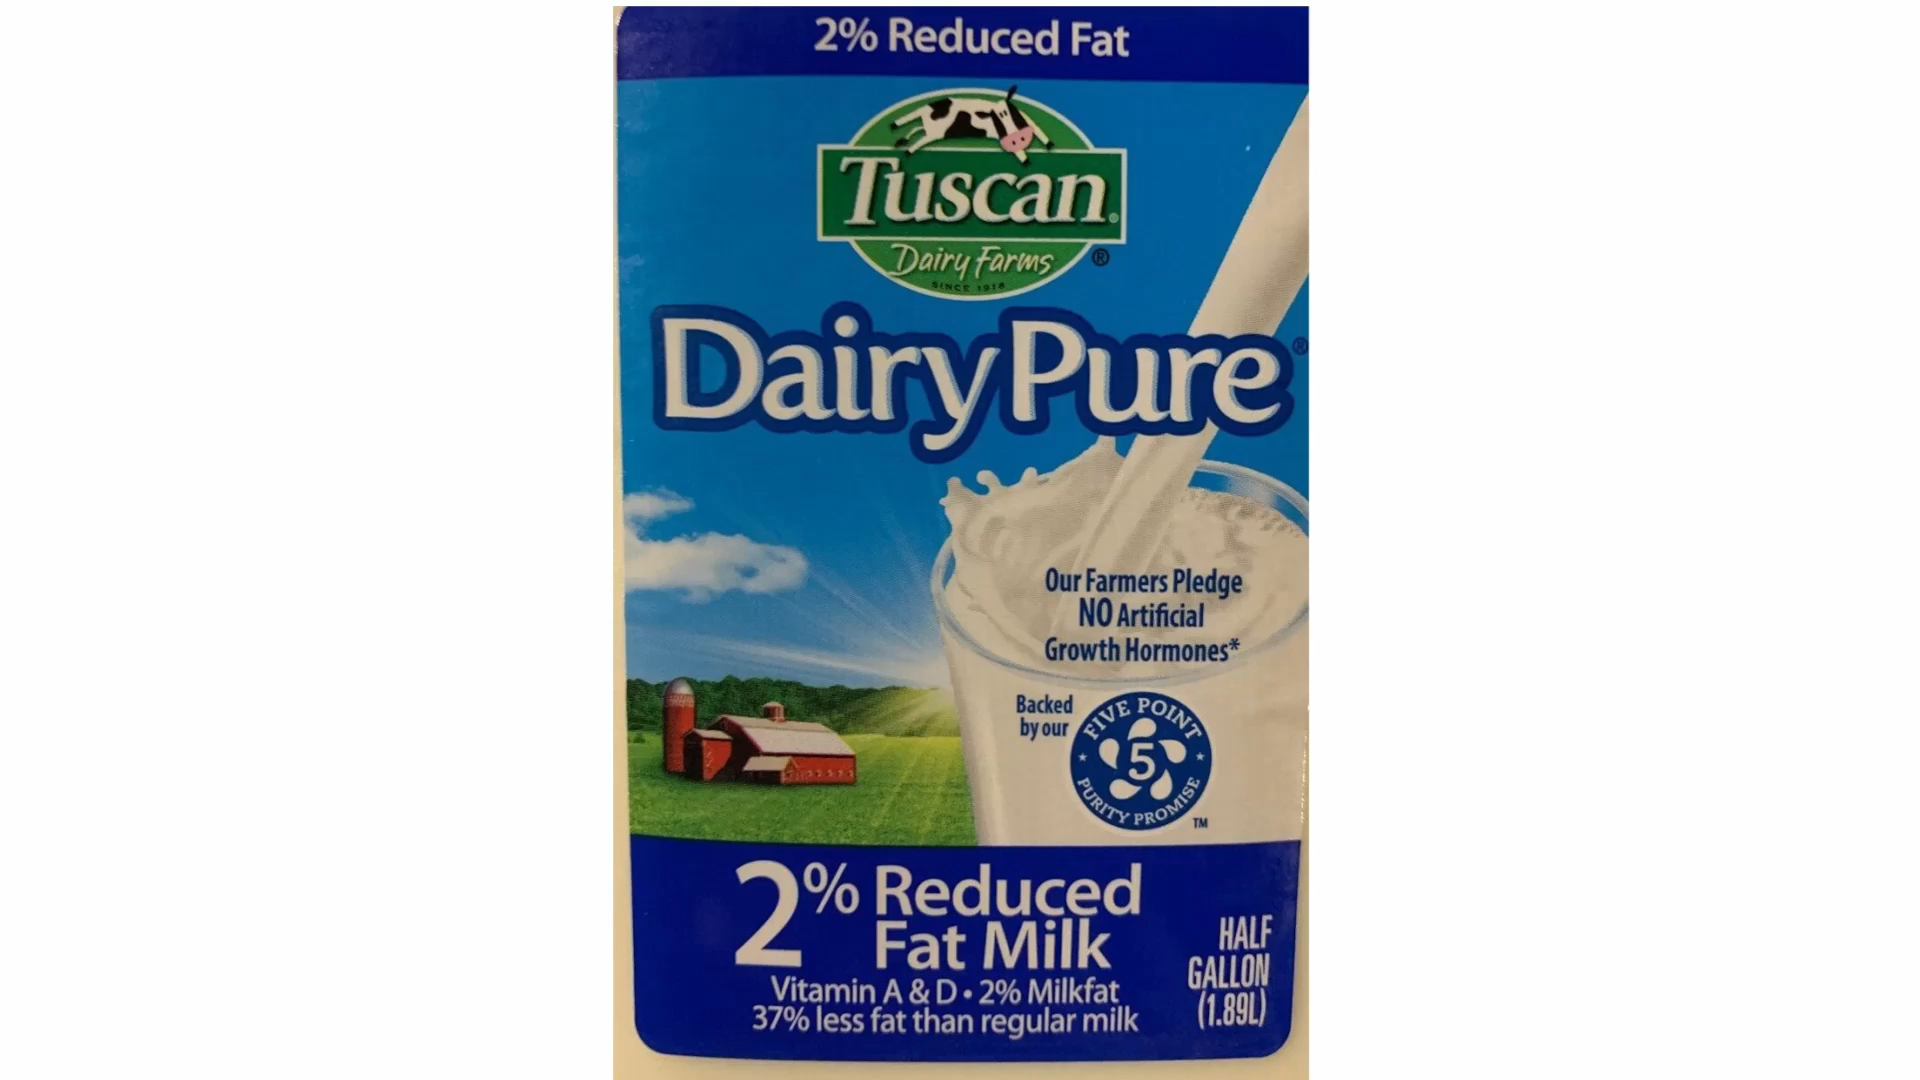 2% Reduced Fat
Tuscan®
Dairy Farms ®
SINCE 1918
DairyPure®
Our Farmers Pledge
NO Artificial
Growth Hormones*
Backed
by our
FIVE POINT
5
PURITY PROMISE
TM
2% Reduced
Fat Milk
Vitamin A & D • 2% Milkfat
37% less fat than regular milk
HALF
GALLON
(1.89L)